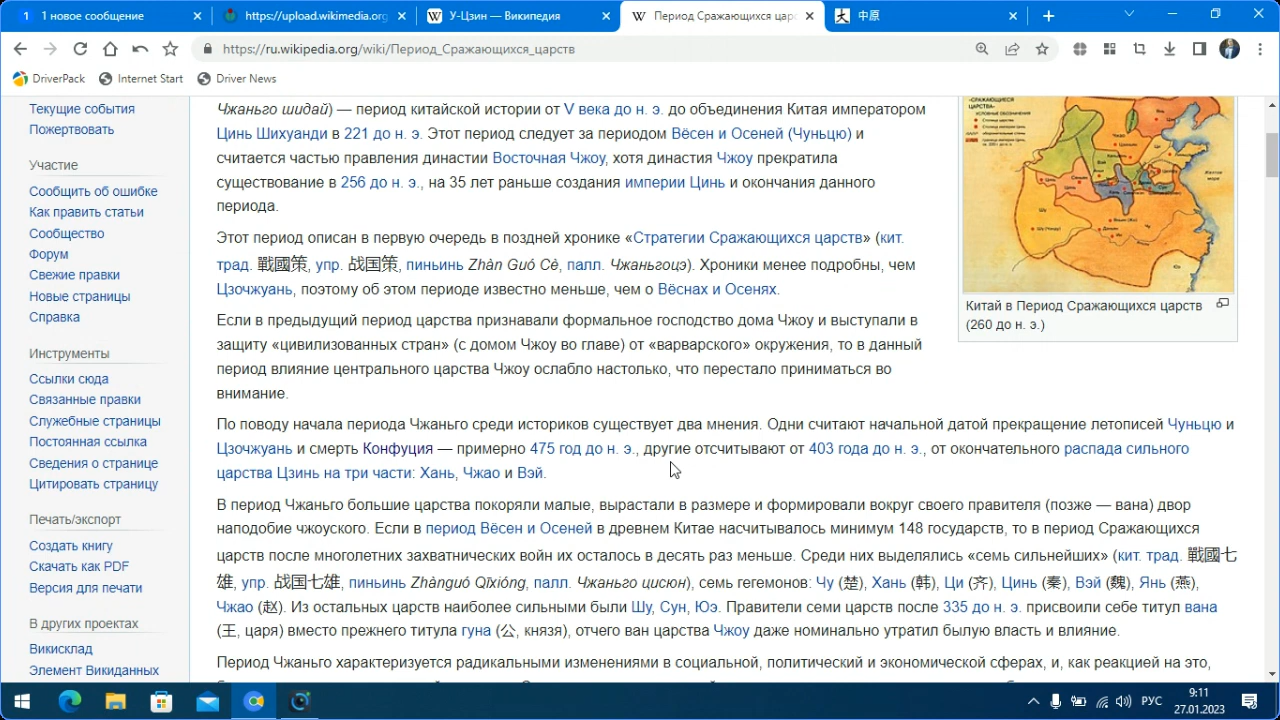 1 новое сообщение
https://upload.wikimedia.org
У-Цзин — Википедия
Период Сражающихся царс
中原
https://ru.wikipedia.org/wiki/Период_Сражающихся_царств
DriverPack
Internet Start
Driver News
Текущие события
Пожертвовать
Участие
Сообщить об ошибке
Как править статьи
Сообщество
Форум
Свежие правки
Новые страницы
Справка
Инструменты
Ссылки сюда
Связанные правки
Служебные страницы
Постоянная ссылка
Сведения о странице
Цитировать страницу
Печать/экспорт
Создать книгу
Скачать как PDF
Версия для печати
В других проектах
Викисклад
Элемент Викиданных
Чжаньго шидай) — период китайской истории от V века до н. э. до объединения Китая императором
Цинь Шихуанди в 221 до н. э. Этот период следует за периодом Вёсен и Осеней (Чуньцю) и
считается частью правления династии Восточная Чжоу, хотя династия Чжоу прекратила
существование в 256 до н. э., на 35 лет раньше создания империи Цинь и окончания данного
периода.
Этот период описан в первую очередь в поздней хронике «Стратегии Сражающихся царств» (кит.
трад. 戰國策, упр. 战国策, пиньинь Zhàn Guó Cè, палл. Чжаньгоцэ). Хроники менее подробны, чем
Цзочжуань, поэтому об этом периоде известно меньше, чем о Вёснах и Осенях.
Если в предыдущий период царства признавали формальное господство дома Чжоу и выступали в
защиту «цивилизованных стран» (с домом Чжоу во главе) от «варварского» окружения, то в данный
период влияние центрального царства Чжоу ослабло настолько, что перестало приниматься во
внимание.
По поводу начала периода Чжаньго среди историков существует два мнения. Одни считают начальной датой прекращение летописей Чуньцю и
Цзочжуань и смерть Конфуция — примерно 475 год до н. э., другие отсчитывают от 403 года до н. э., от окончательного распада сильного
царства Цзинь на три части: Хань, Чжао и Вэй.
В период Чжаньго большие царства покоряли малые, вырастали в размере и формировали вокруг своего правителя (позже — вана) двор
наподобие чжоуского. Если в период Вёсен и Осеней в древнем Китае насчитывалось минимум 148 государств, то в период Сражающихся
царств после многолетних захватнических войн их осталось в десять раз меньше. Среди них выделялись «семь сильнейших» (кит. трад. 戰國七
雄, упр. 战国七雄, пиньинь Zhànguó Qīxióng, палл. Чжаньго цисюн), семь гегемонов: Чу (楚), Хань (韩), Ци (齐), Цинь (秦), Вэй (魏), Янь (燕),
Чжао (赵). Из остальных царств наиболее сильными были Шу, Сун, Юэ. Правители семи царств после 335 до н. э. присвоили себе титул вана
(王, царя) вместо прежнего титула гуна (公, князя), отчего ван царства Чжоу даже номинально утратил былую власть и влияние.
Период Чжаньго характеризуется радикальными изменениями в социальной, политический и экономической сферах, и, как реакцией на это,
«СРАЖАЮЩИЕСЯ
ЦАРСТВА»
Китай в Период Сражающихся царств
(260 до н. э.)
РУС
9:11
27.01.2023